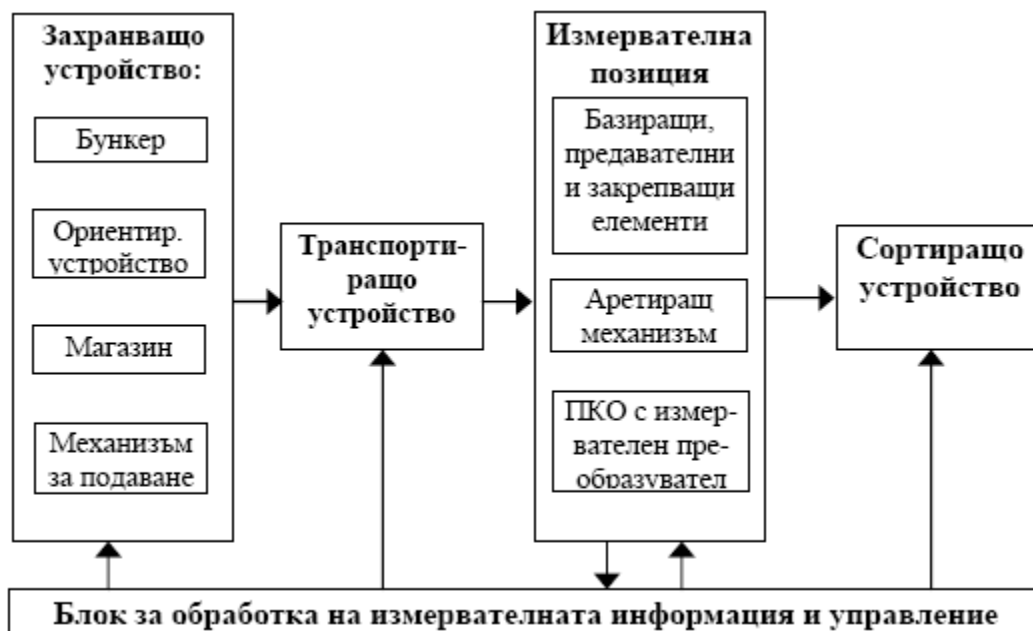 Захранващо
устройство:
Бункер
Ориентир.
устройство
Магазин
Механизъм
за подаване
Транспорти-
ращо
устройство
Измервателна
позиция
Базиращи,
предавателни
и закрепващи
елементи
Аретиращ
механизъм
ПКО с измер-
вателен пре-
образувател
Сортиращо
устройство
Блок за обработка на измервателната информация и управление